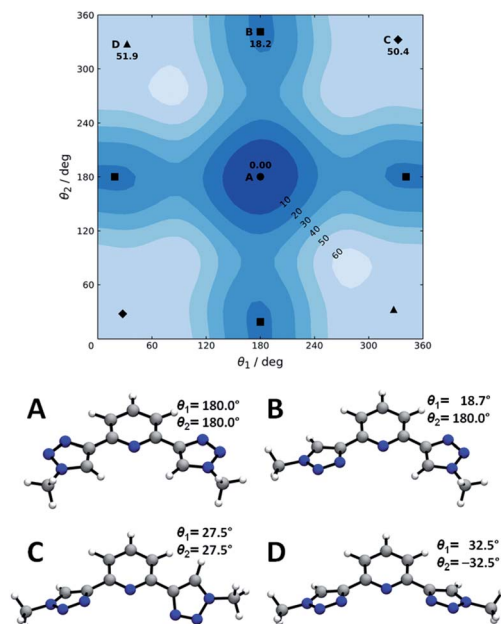 360
300
240
180
120
60
0
60
120
180
240
300
360
θ₂ / deg
θ₁ / deg
D
51.9
B
18.2
C
50.4
0.00
A
10
20
30
40
50
60
A
θ₁ = 180.0°
θ₂ = 180.0°
B
θ₁ = 18.7°
θ₂ = 180.0°
C
θ₁ = 27.5°
θ₂ = 27.5°
D
θ₁ = 32.5°
θ₂ = −32.5°